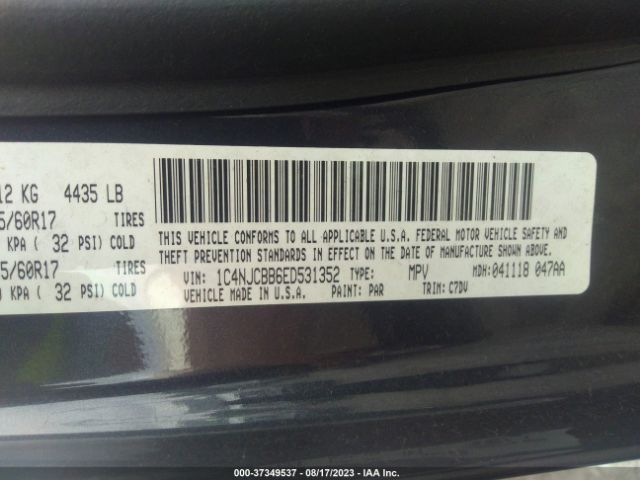 12 KG 4435 LB
5/60R17 TIRES
KPA ( 32 PSI) COLD
5/60R17 TIRES
) KPA ( 32 PSI) COLD
THIS VEHICLE CONFORMS TO ALL APPLICABLE U.S.A. FEDERAL MOTOR VEHICLE SAFETY AND
THEFT PREVENTION STANDARDS IN EFFECT ON THE DATE OF MANUFACTURE SHOWN ABOVE.
VIN: 1C4NJCBB6ED531352 TYPE: MPV MDH: 041118 047AA
VEHICLE MADE IN U.S.A. PAINT: PAR TRIM: C7DV
000-37349537 - 08/17/2023 - IAA Inc.